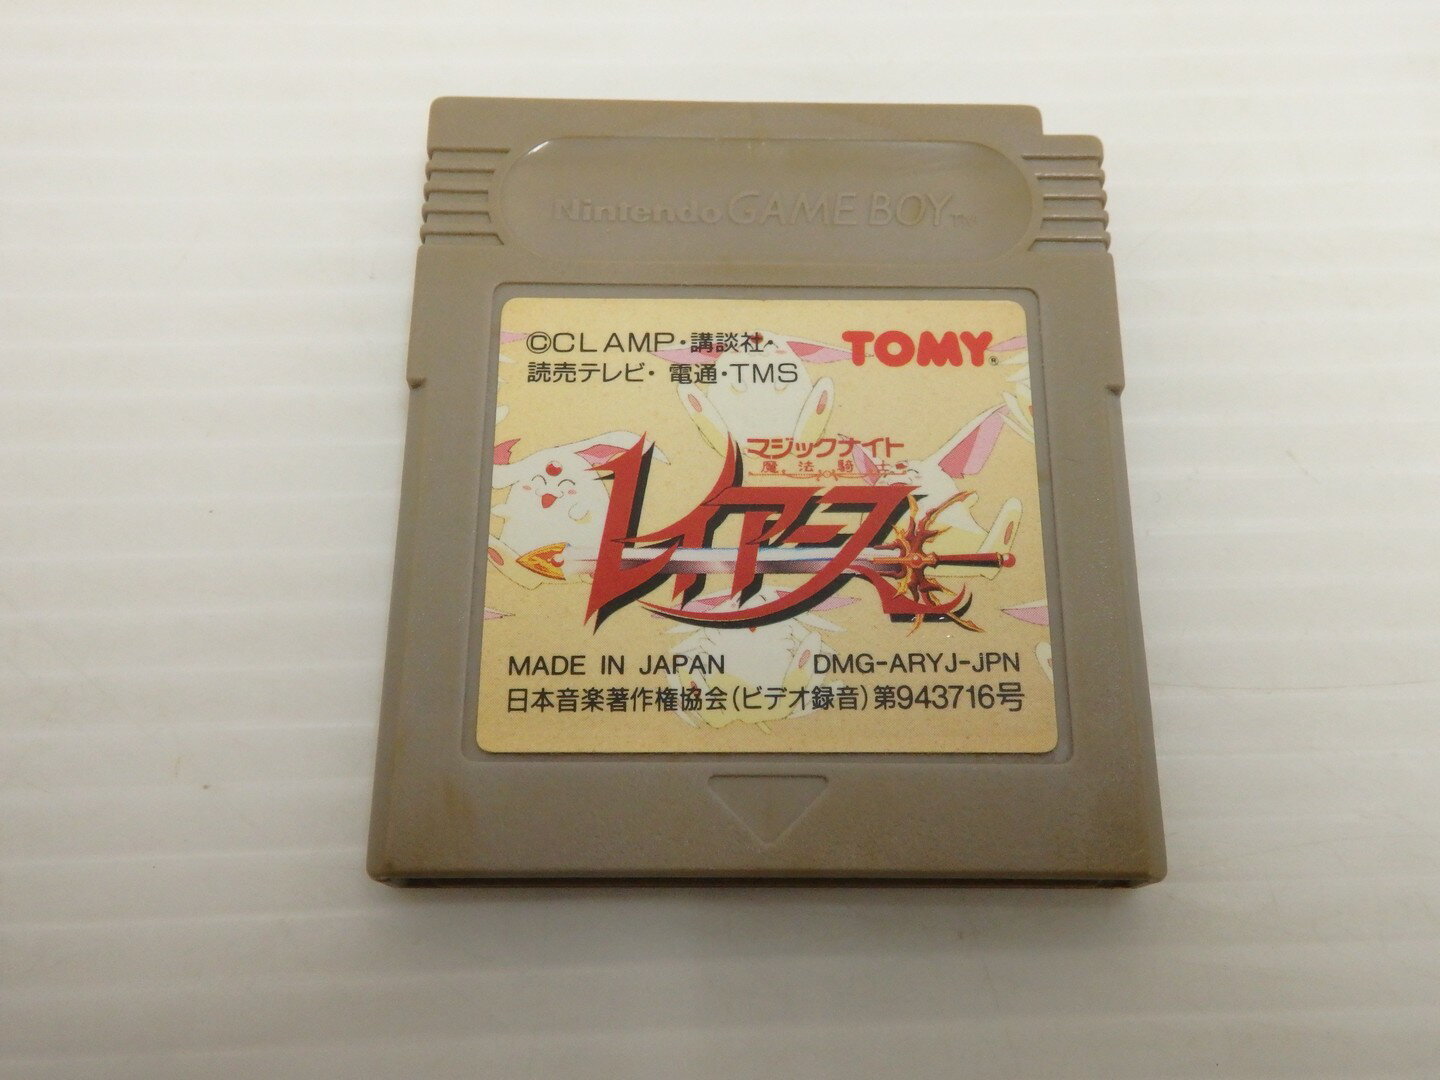 Nintendo GAME BOY™
©CLAMP・講談社・
読売テレビ・電通・TMS
TOMY®
マジックナイト
魔法騎士
レイアース
MADE IN JAPAN DMG-ARYJ-JPN
日本音楽著作権協会(ビデオ録音)第943716号